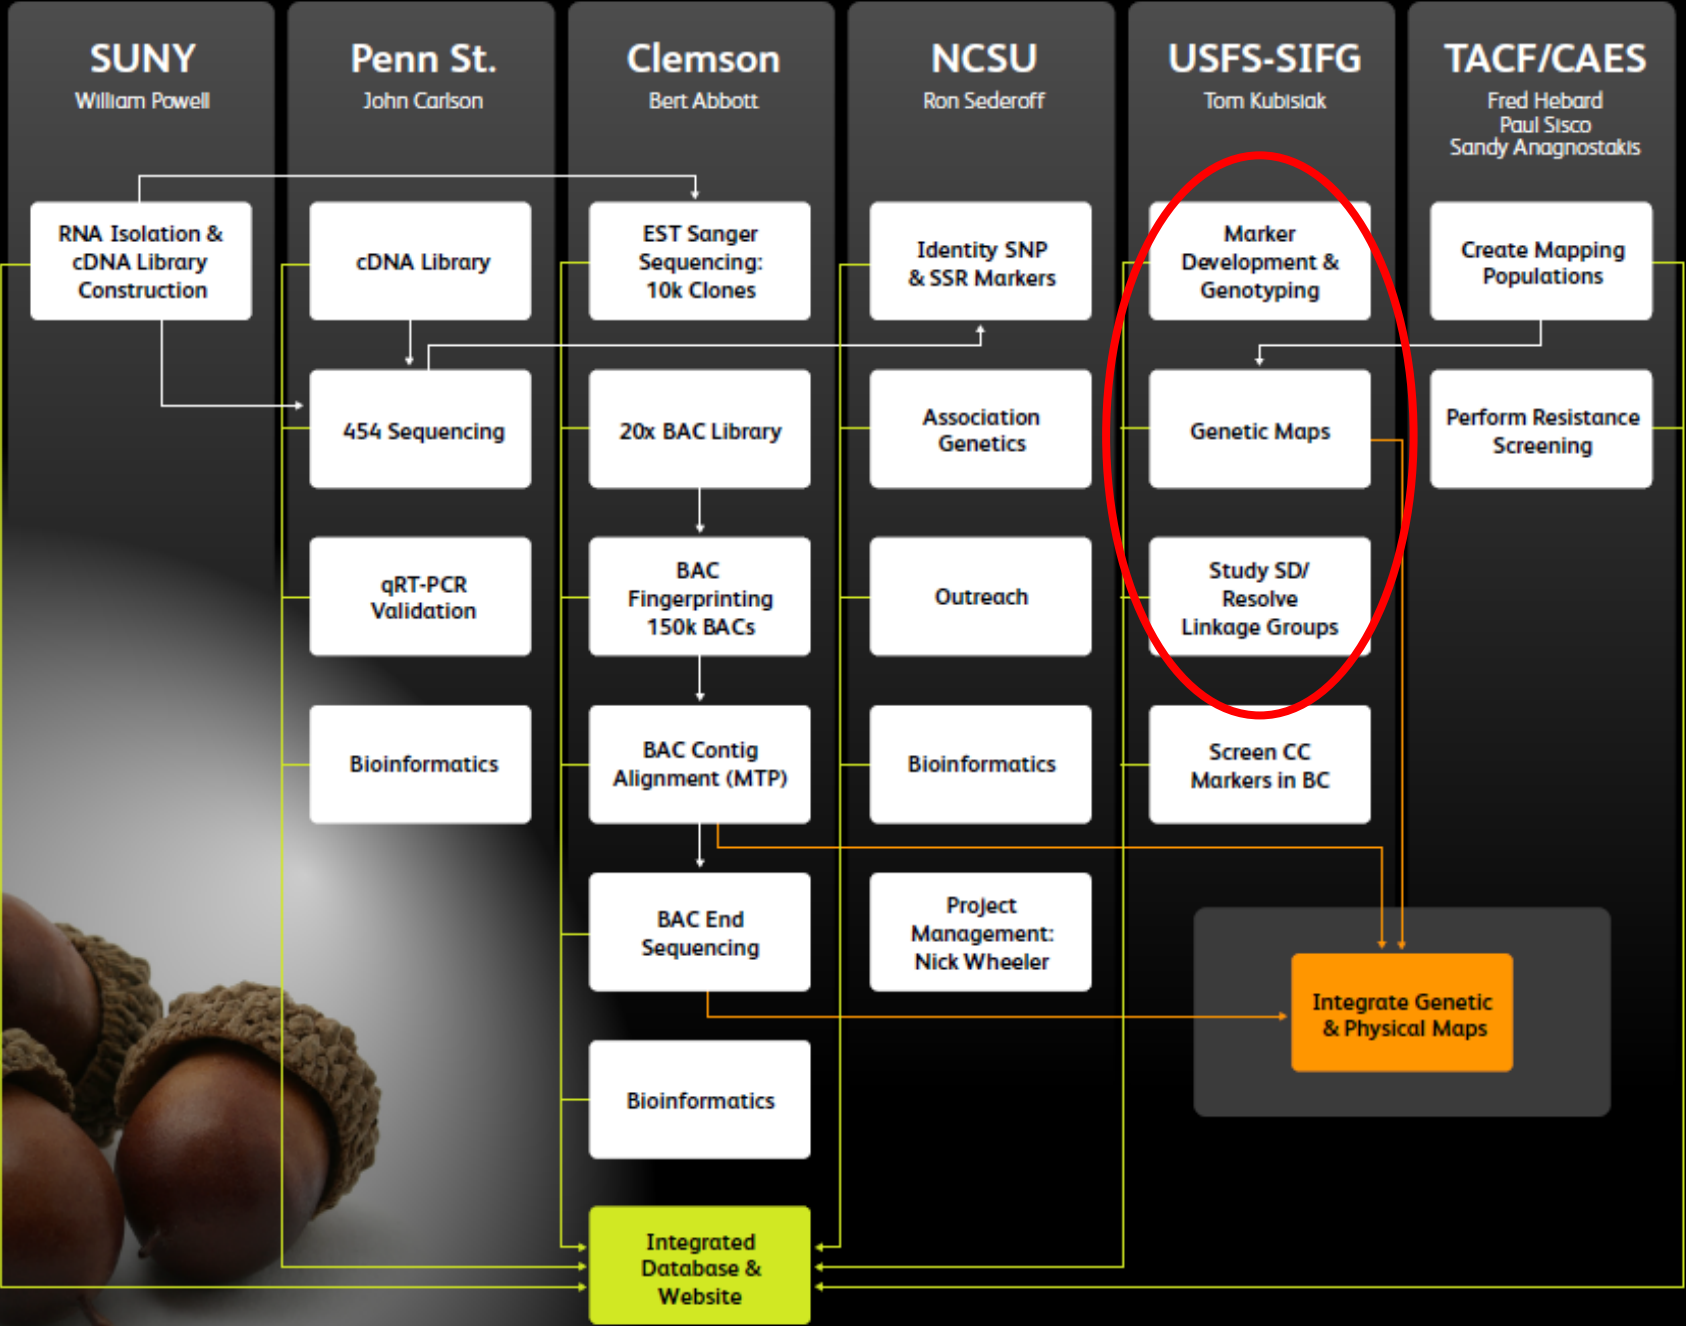 SUNY
William Powell
RNA Isolation &
cDNA Library
Construction
Penn St.
John Carlson
cDNA Library
454 Sequencing
qRT-PCR
Validation
Bioinformatics
Clemson
Bert Abbott
EST Sanger
Sequencing:
10k Clones
20x BAC Library
BAC
Fingerprinting
150k BACs
BAC Contig
Alignment (MTP)
BAC End
Sequencing
Bioinformatics
Integrated
Database &
Website
NCSU
Ron Sederoff
Identity SNP
& SSR Markers
Association
Genetics
Outreach
Bioinformatics
Project
Management:
Nick Wheeler
USFS-SIFG
Tom Kubisiak
Marker
Development &
Genotyping
Genetic Maps
Study SD/
Resolve
Linkage Groups
Screen CC
Markers in BC
TACF/CAES
Fred Hebard
Paul Sisco
Sandy Anagnostakis
Create Mapping
Populations
Perform Resistance
Screening
Integrate Genetic
& Physical Maps